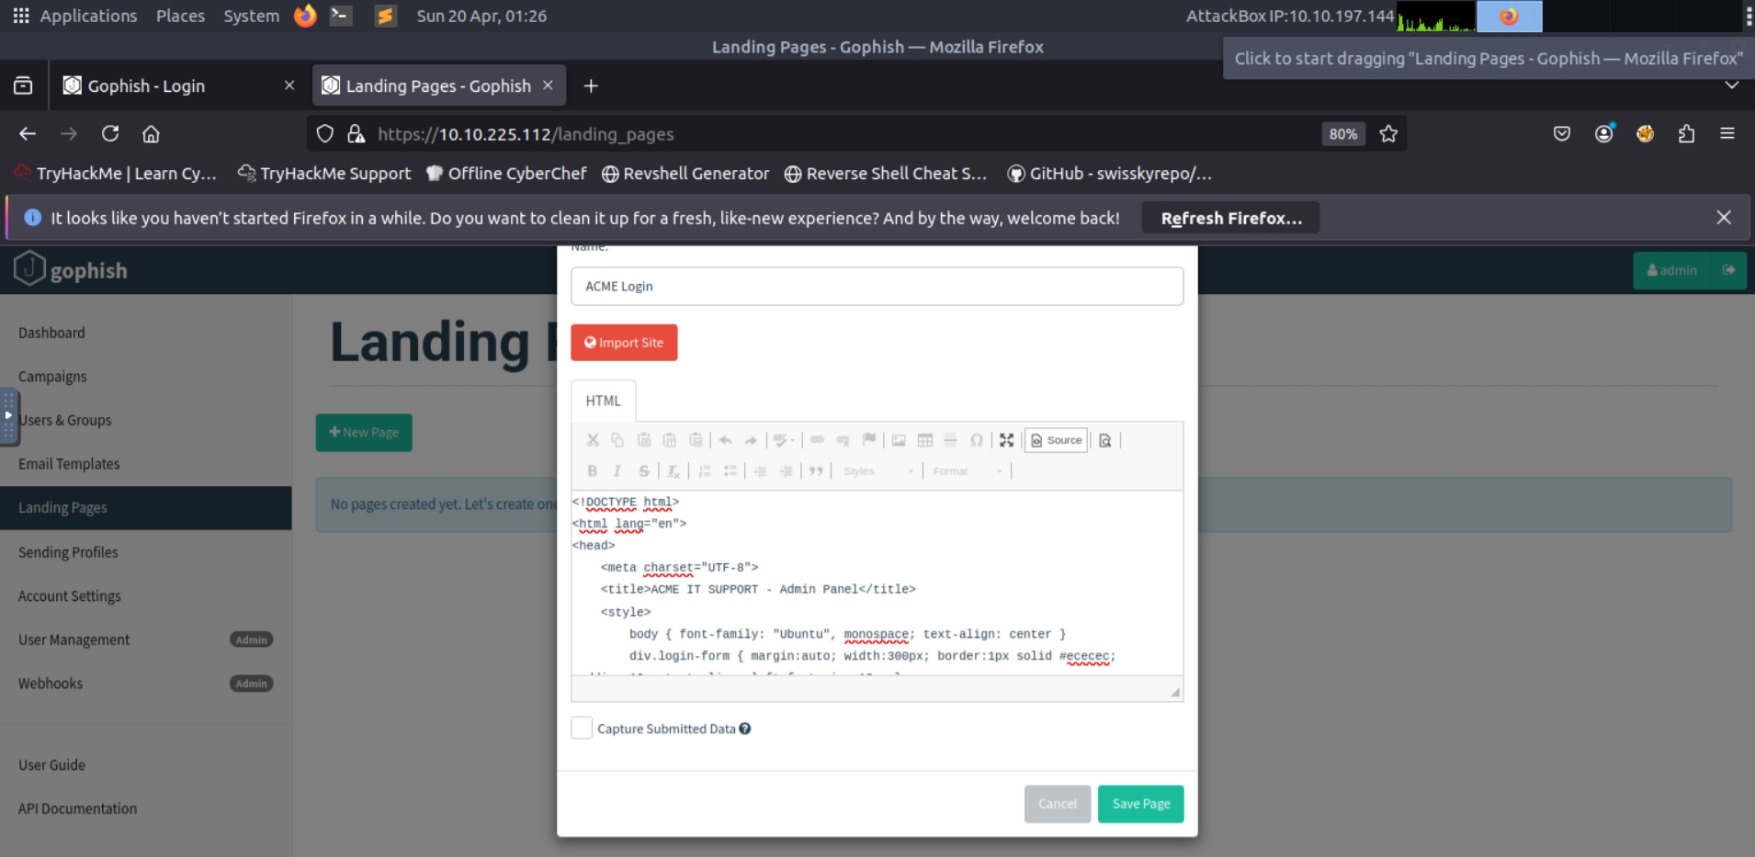 Applications Places System Sun 20 Apr, 01:26 AttackBox IP:10.10.197.144
Landing Pages - Gophish — Mozilla Firefox
Click to start dragging "Landing Pages - Gophish — Mozilla Firefox"
Gophish - Login Landing Pages - Gophish
https://10.10.225.112/landing_pages 80%
TryHackMe | Learn Cy... TryHackMe Support Offline CyberChef Revshell Generator Reverse Shell Cheat S... GitHub - swisskyrepo/...
It looks like you haven't started Firefox in a while. Do you want to clean it up for a fresh, like-new experience? And by the way, welcome back! Refresh Firefox...
gophish admin
Name:
ACME Login
Dashboard
Landing
Import Site
Campaigns
HTML
Users & Groups
New Page
Source
Email Templates
Styles Format
Landing Pages
No pages created yet. Let's create one
<!DOCTYPE html>
<html lang="en">
<head>
<meta charset="UTF-8">
<title>ACME IT SUPPORT - Admin Panel</title>
<style>
body { font-family: "Ubuntu", monospace; text-align: center }
div.login-form { margin:auto; width:300px; border:1px solid #ececec;
Sending Profiles
Account Settings
User Management Admin
Webhooks Admin
Capture Submitted Data
User Guide
API Documentation
Cancel Save Page